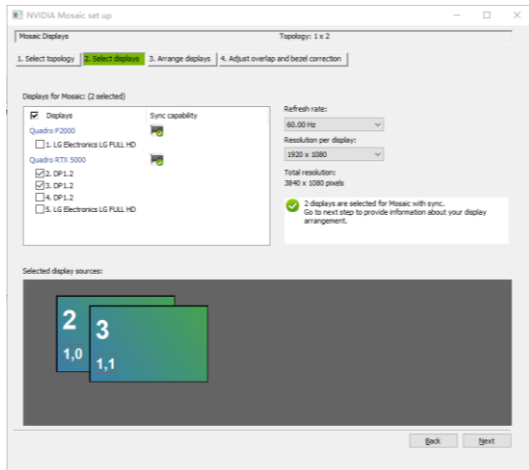 NVIDIA Mosaic set up
Mosaic Displays
Topology: 1 x 2
1. Select topology
2. Select displays
3. Arrange displays
4. Adjust overlap and bezel correction
Displays for Mosaic: (2 selected)
Displays
Sync capability
Quadro P2000
1. LG Electronics LG FULL HD
Quadro RTX 5000
2. DP1.2
3. DP1.2
4. DP1.2
5. LG Electronics LG FULL HD
Refresh rate:
60.00 Hz
Resolution per display:
1920 x 1080
Total resolution:
3840 x 1080 pixels
2 displays are selected for Mosaic with sync.
Go to next step to provide information about your display
arrangement.
Selected display sources:
2
1,0
3
1,1
Back
Next